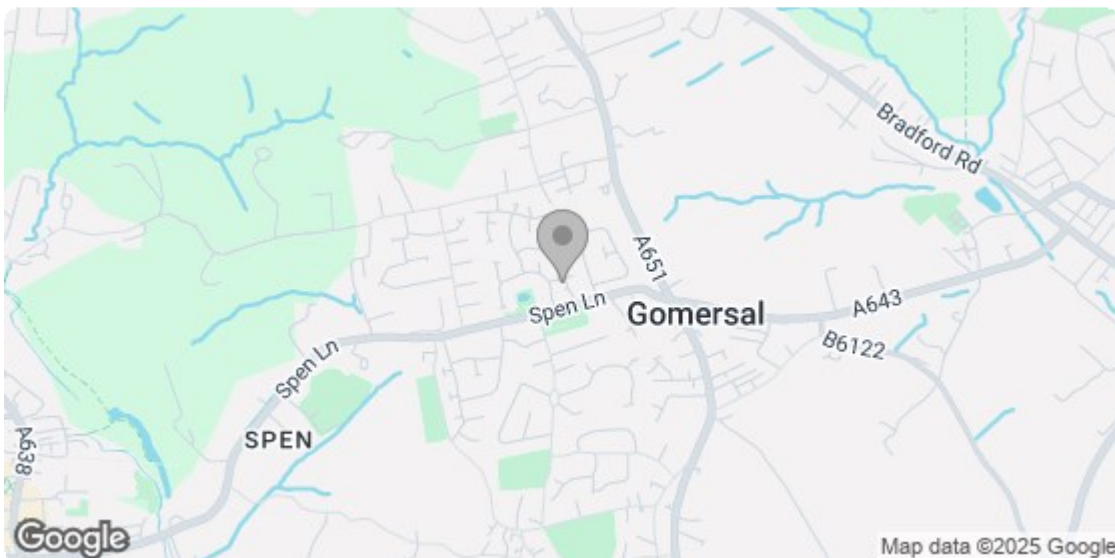 Bradford Rd
A651
Spen Ln
Gomersal
A643
B6122
Spen Ln
SPEN
A638
Google
Map data ©2025 Google